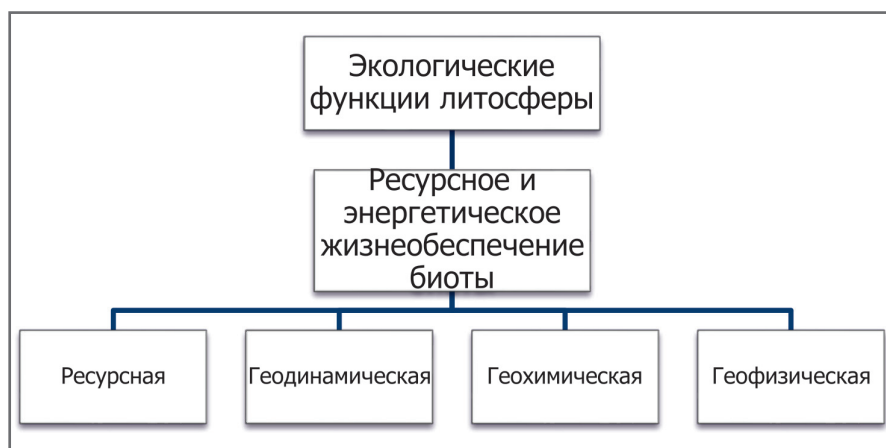 Экологические
функции литосферы
Ресурсное и
энергетическое
жизнеобеспечение
биоты
Ресурсная
Геодинамическая
Геохимическая
Геофизическая